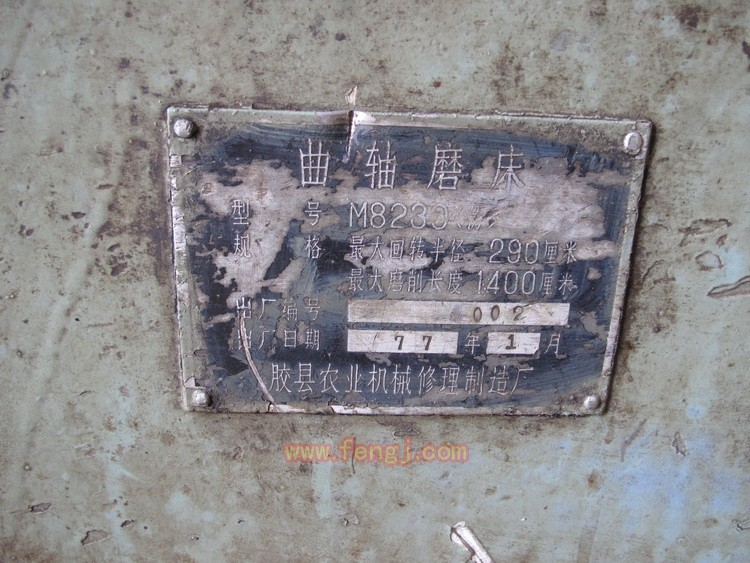 曲轴磨床
型号 M8230
规格 最大回转半径 290厘米
最大磨削长度 1400厘米
出厂编号 002
出厂日期 77年1月
胶县农业机械修理制造厂
www.fengj.com